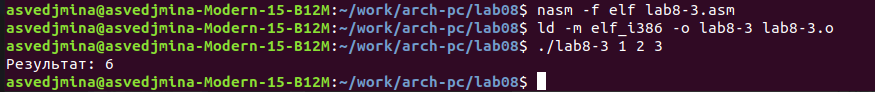 asvedjmina@asvedjmina-Modern-15-B12M:~/work/arch-pc/lab08$ nasm -f elf lab8-3.asm
asvedjmina@asvedjmina-Modern-15-B12M:~/work/arch-pc/lab08$ ld -m elf_i386 -o lab8-3 lab8-3.o
asvedjmina@asvedjmina-Modern-15-B12M:~/work/arch-pc/lab08$ ./lab8-3 1 2 3
Результат: 6
asvedjmina@asvedjmina-Modern-15-B12M:~/work/arch-pc/lab08$